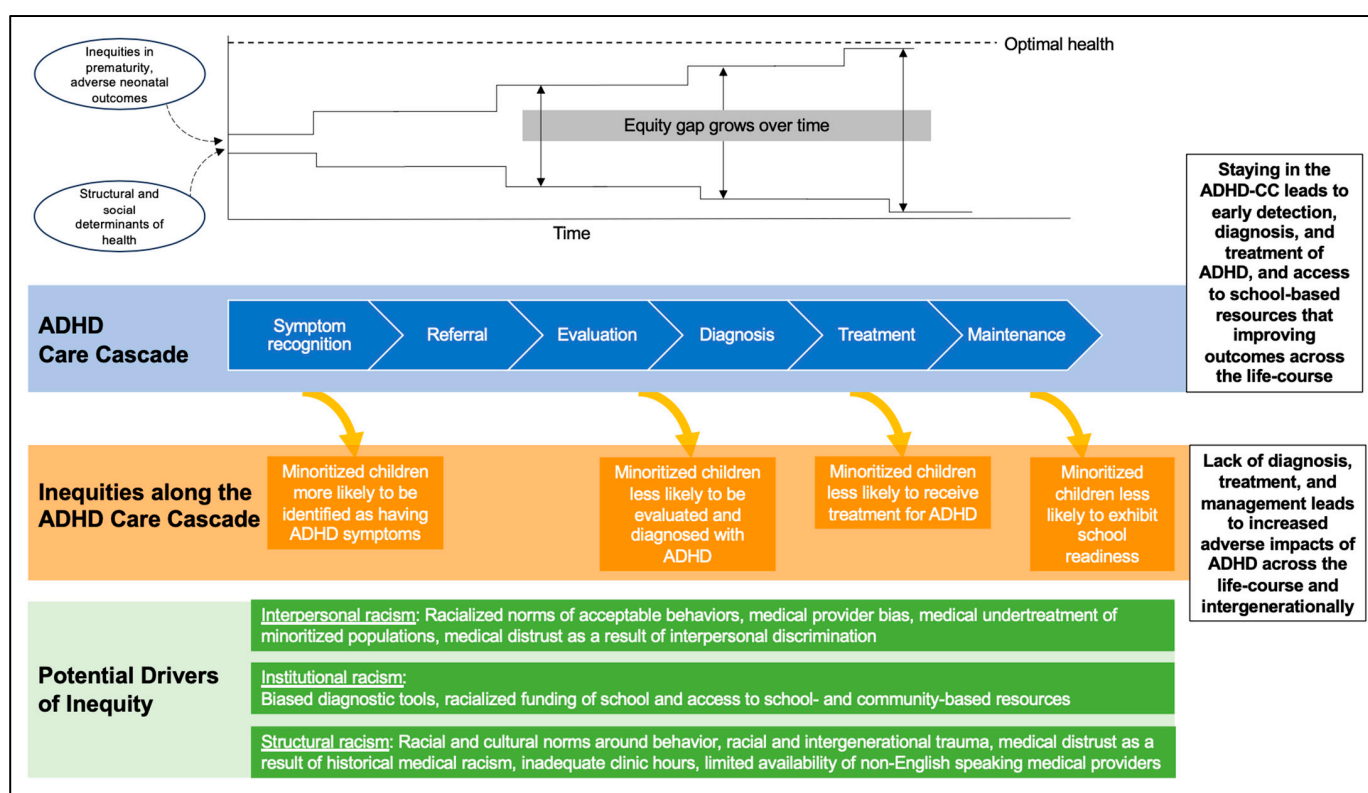 Inequities in
prematurity,
adverse neonatal
outcomes
Optimal health
Equity gap grows over time
Structural and
social
determinants of
health
Time
Staying in the
ADHD-CC leads to
early detection,
diagnosis, and
treatment of
ADHD, and access
to school-based
resources that
improving
outcomes across
the life-course
ADHD
Care Cascade
Symptom
recognition
Referral
Evaluation
Diagnosis
Treatment
Maintenance
Inequities along the
ADHD Care Cascade
Minoritized children
more likely to be
identified as having
ADHD symptoms
Minoritized children
less likely to be
evaluated and
diagnosed with
ADHD
Minoritized children
less likely to receive
treatment for ADHD
Minoritized
children less
likely to exhibit
school
readiness
Lack of diagnosis,
treatment, and
management leads
to increased
adverse impacts of
ADHD across the
life-course and
intergenerationally
Potential Drivers
of Inequity
Interpersonal racism: Racialized norms of acceptable behaviors, medical provider bias, medical undertreatment of
minoritized populations, medical distrust as a result of interpersonal discrimination
Institutional racism:
Biased diagnostic tools, racialized funding of school and access to school- and community-based resources
Structural racism: Racial and cultural norms around behavior, racial and intergenerational trauma, medical distrust as a
result of historical medical racism, inadequate clinic hours, limited availability of non-English speaking medical providers